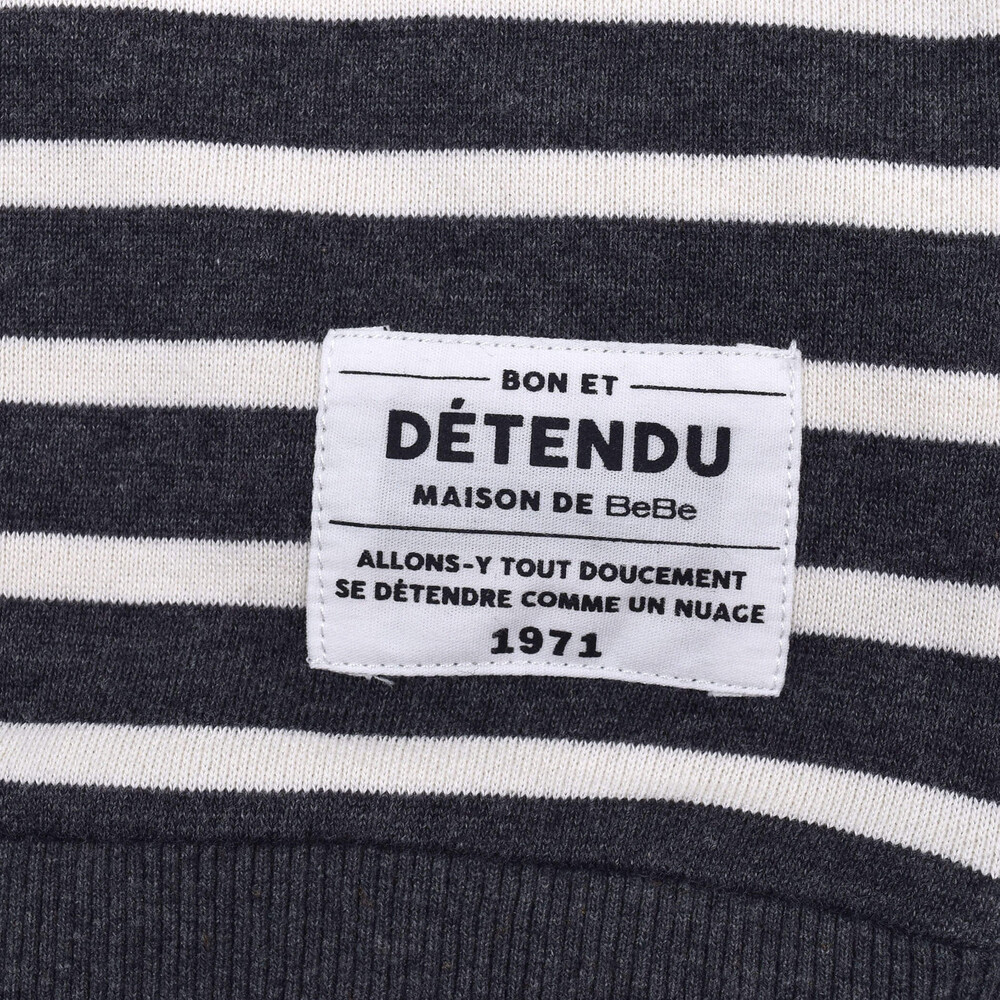 BON ET
DÉTENDU
MAISON DE BeBe
ALLONS-Y TOUT DOUCEMENT
SE DÉTENDRE COMME UN NUAGE
1971